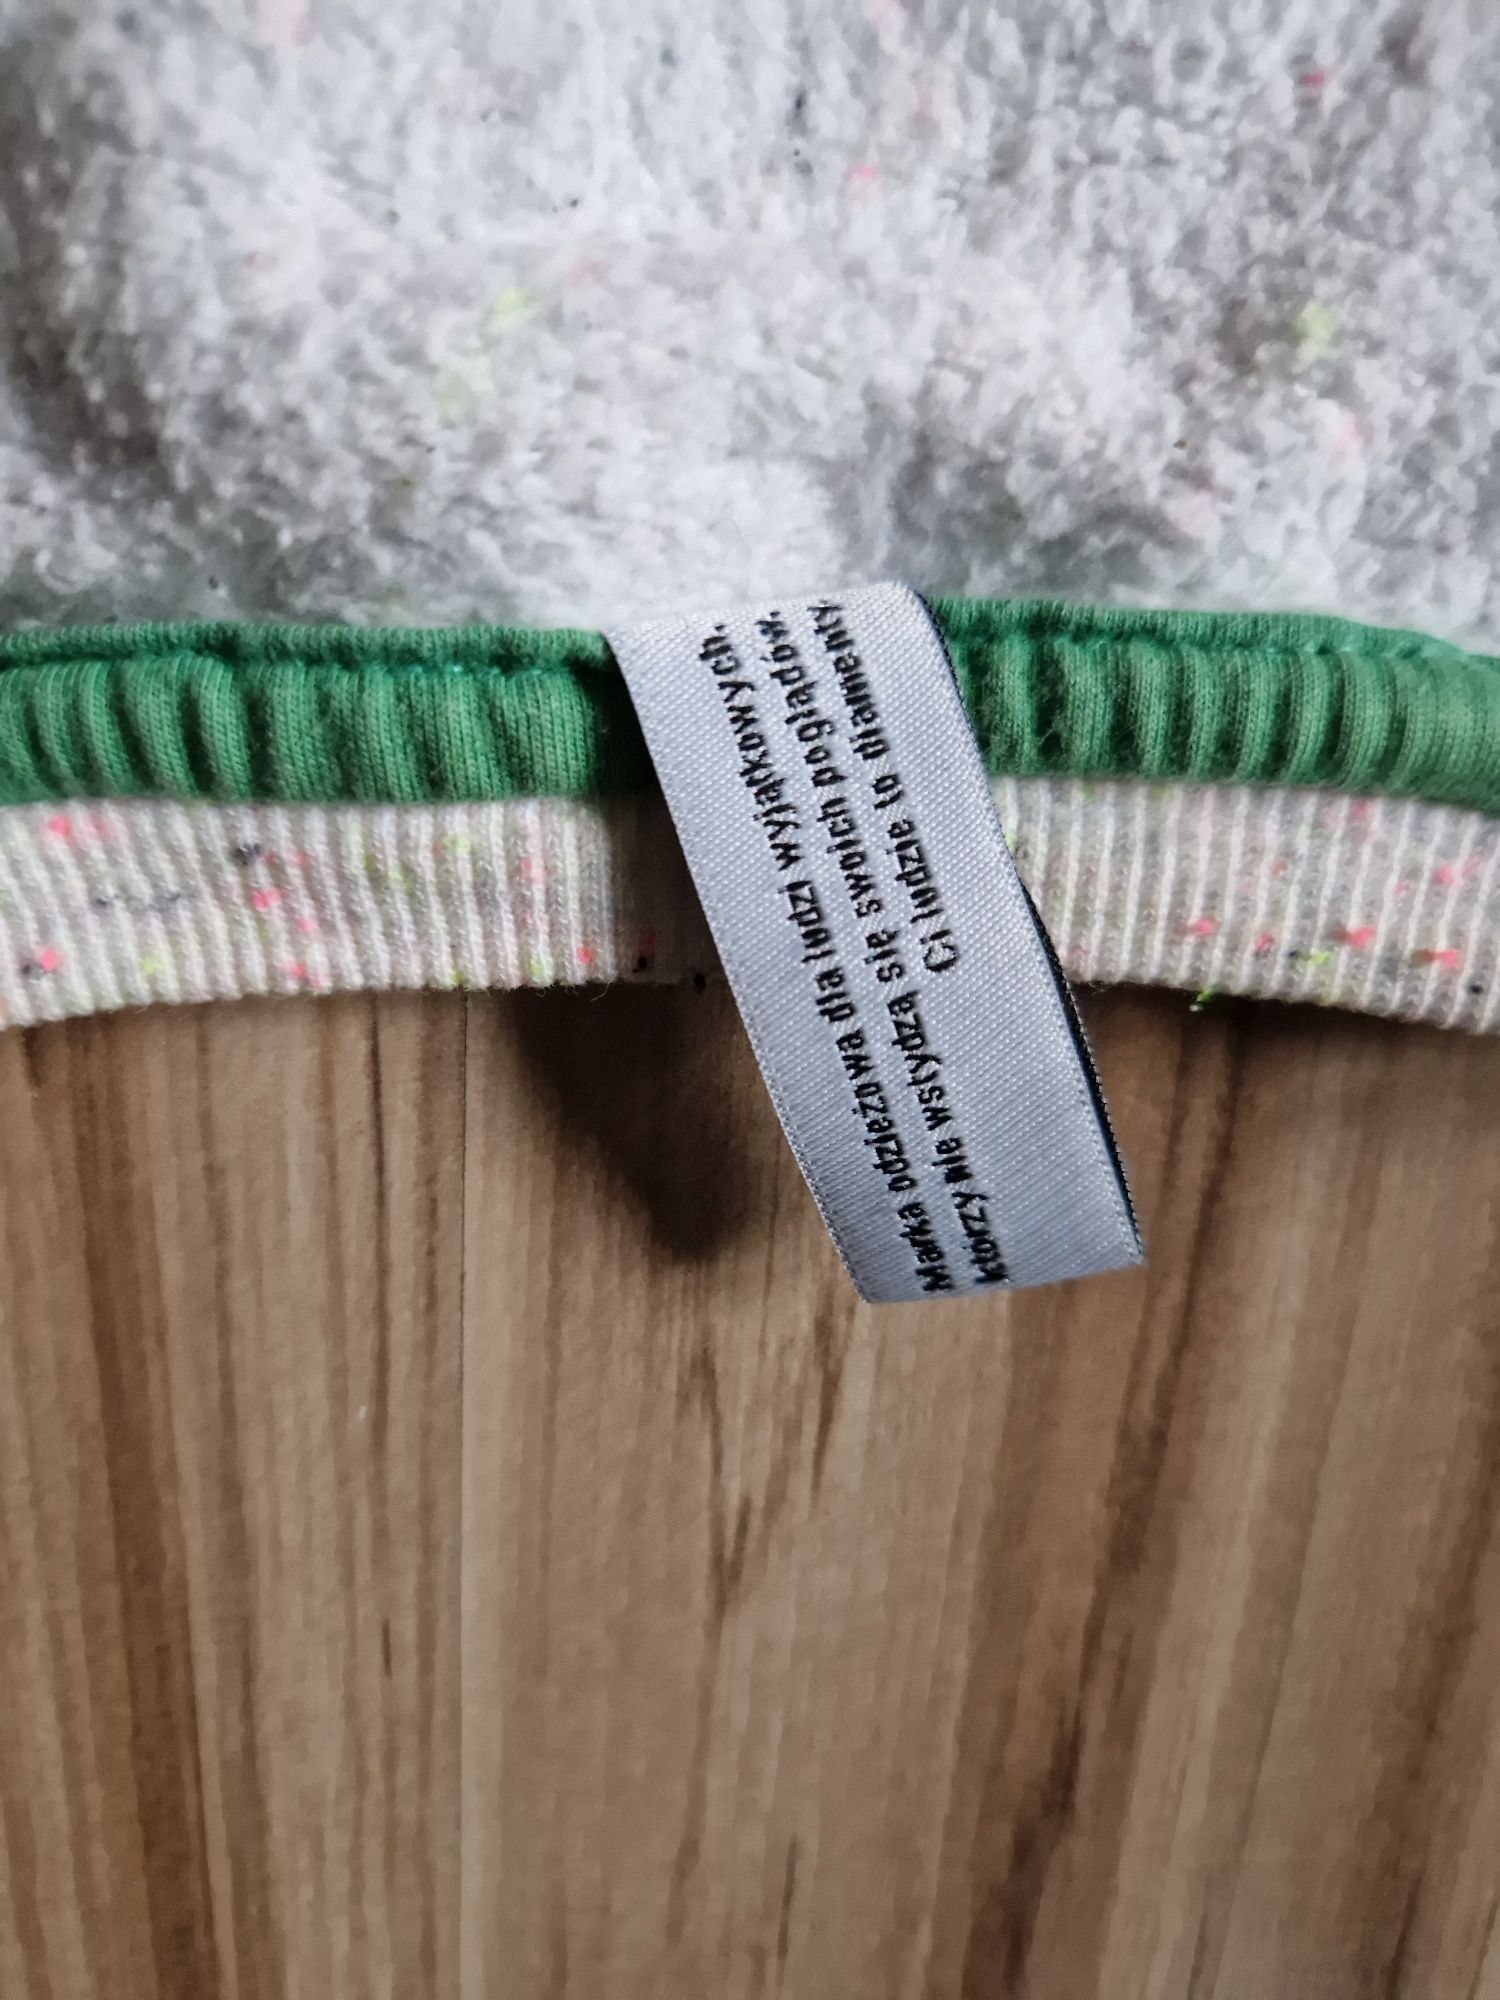 Marka odzieżowa dla ludzi wyjątkowych,
którzy nie wstydzą się swoich poglądów.
Ci ludzie to diamenty.